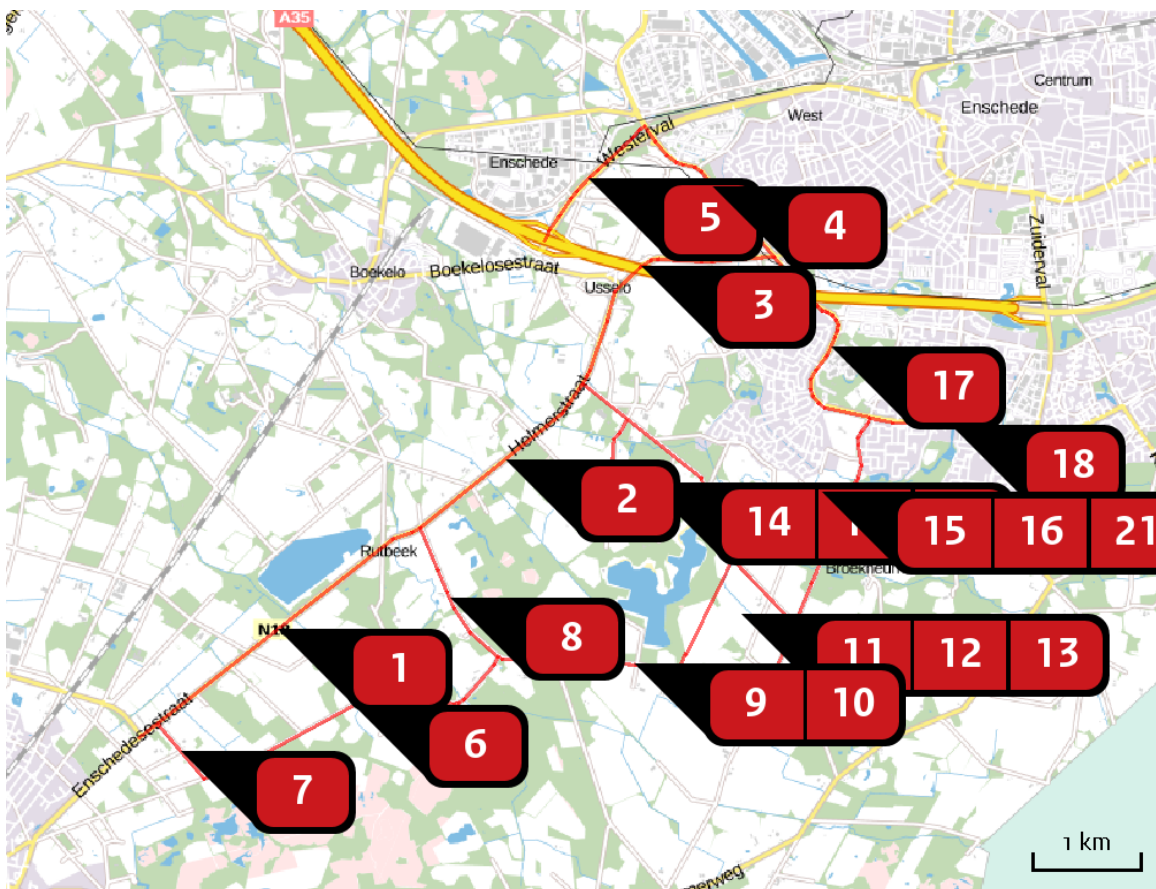 A35
Centrum
Enschede
West
Westerval
Enschede
5
4
Zuiderval
Boekelo
Boekelosestraat
Usselo
3
17
Helmerstraat
18
2
14
15
16
21
Rutbeek
N18
8
1
11
12
13
9
10
6
Enschedesestraat
7
1 km